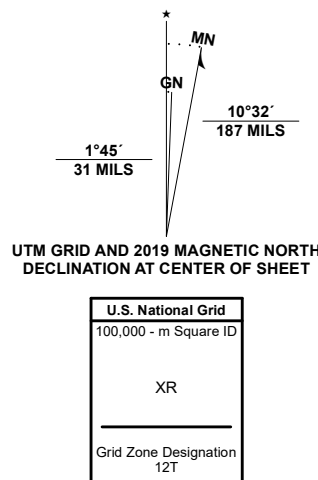 ★
MN
GN
10°32´
187 MILS
1°45´
31 MILS
UTM GRID AND 2019 MAGNETIC NORTH
DECLINATION AT CENTER OF SHEET
U.S. National Grid
100,000 - m Square ID
XR
Grid Zone Designation
12T